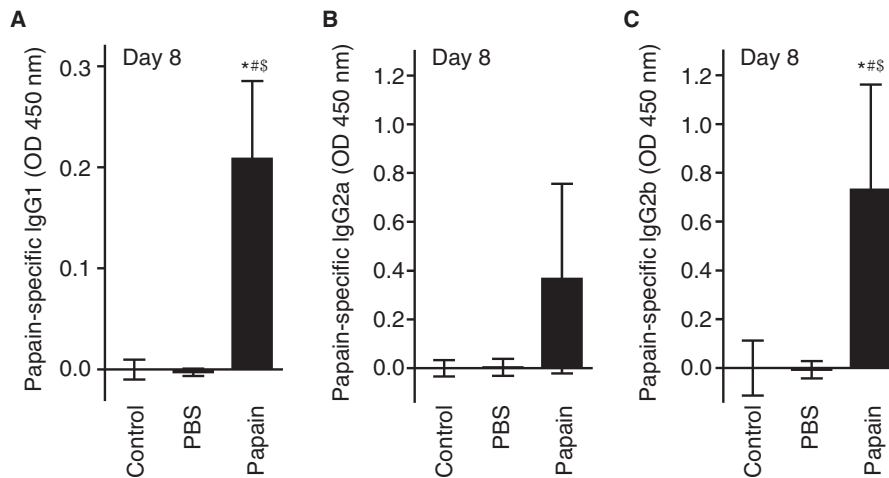 A
Papain-specific IgG1 (OD 450 nm)
Day 8
*#$
0.3
0.2
0.1
0.0
Control
PBS
Papain
B
Papain-specific IgG2a (OD 450 nm)
Day 8
1.2
1.0
0.8
0.6
0.4
0.2
0.0
Control
PBS
Papain
C
Papain-specific IgG2b (OD 450 nm)
Day 8
*#$
1.2
1.0
0.8
0.6
0.4
0.2
0.0
Control
PBS
Papain